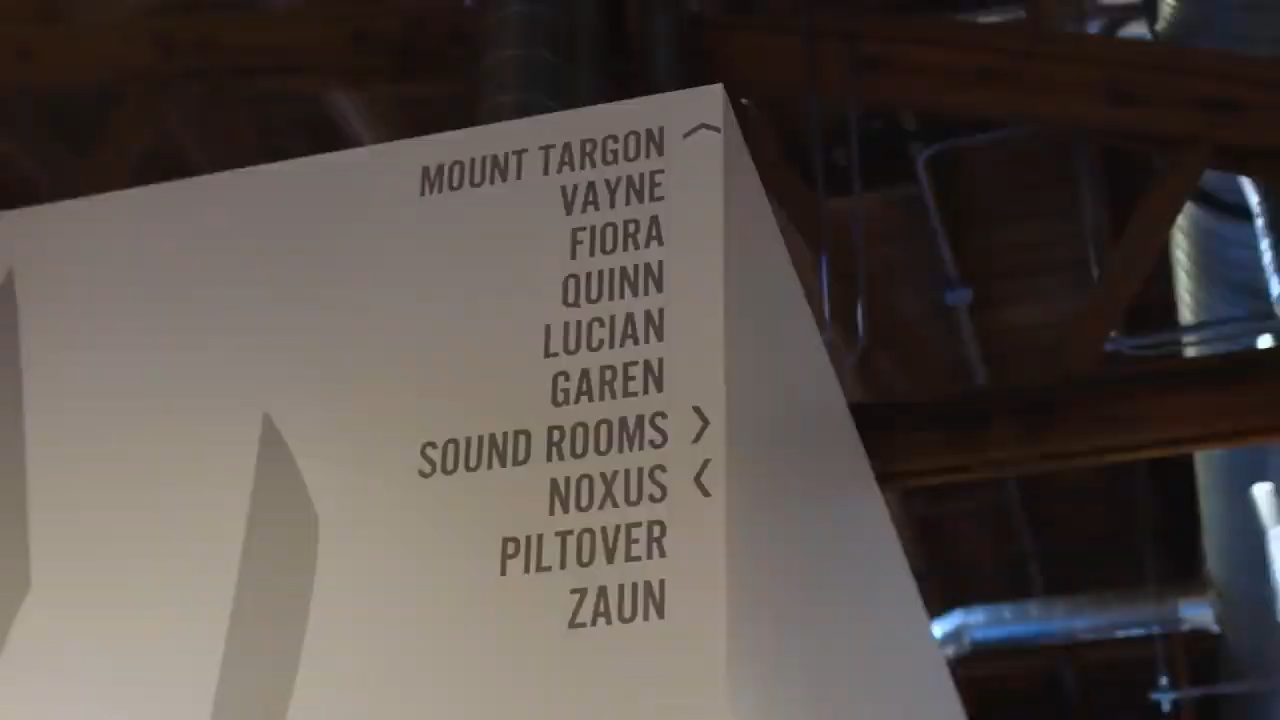 MOUNT TARGON
VAYNE
FIORA
QUINN
LUCIAN
GAREN
SOUND ROOMS
NOXUS
PILTOVER
ZAUN